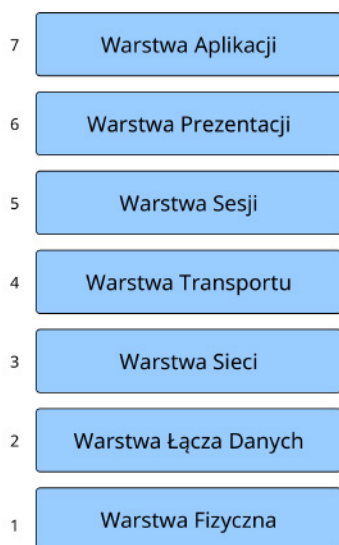 7 Warstwa Aplikacji
6 Warstwa Prezentacji
5 Warstwa Sesji
4 Warstwa Transportu
3 Warstwa Sieci
2 Warstwa Łącza Danych
1 Warstwa Fizyczna